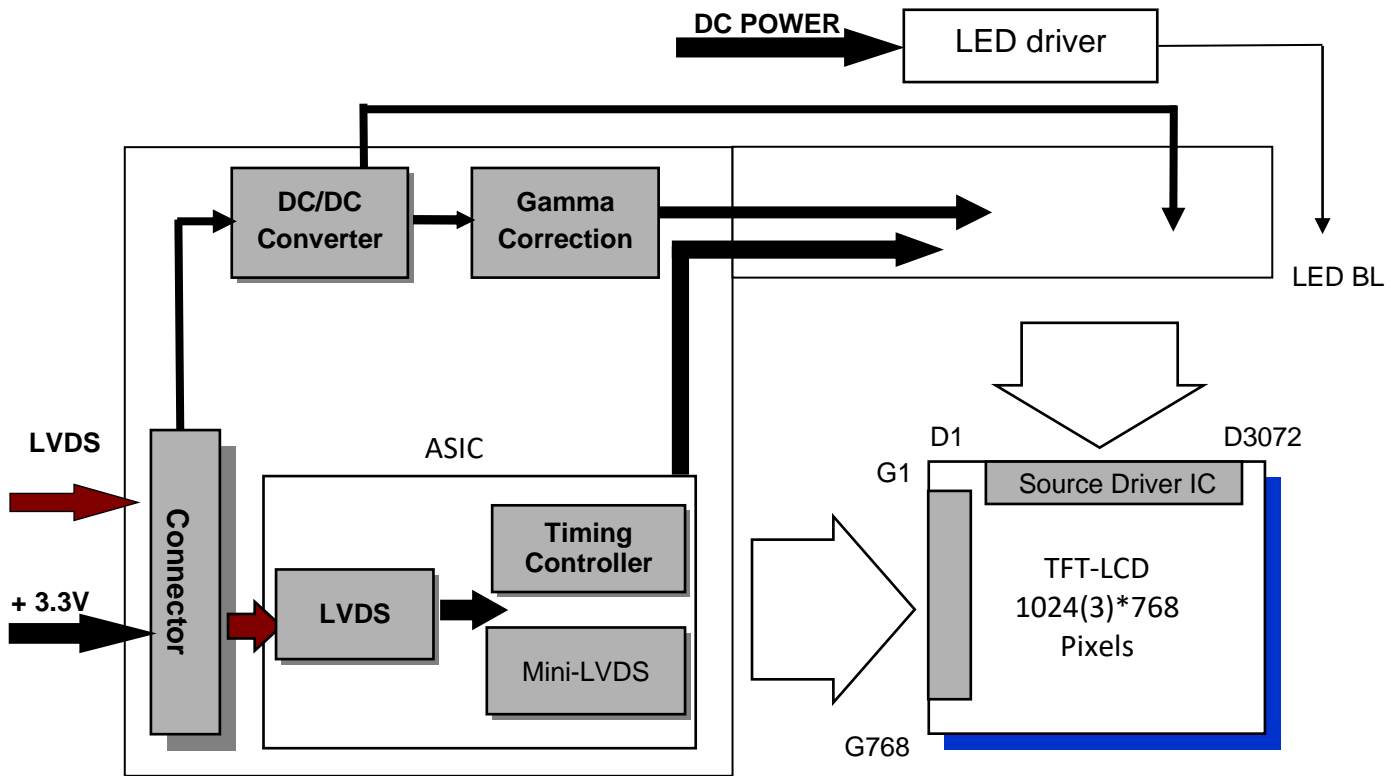 DC POWER
LED driver
DC/DC
Converter
Gamma
Correction
LED BL
LVDS
ASIC
D1
D3072
G1
Source Driver IC
Connector
Timing
Controller
TFT-LCD
1024(3)*768
Pixels
+ 3.3V
LVDS
Mini-LVDS
G768